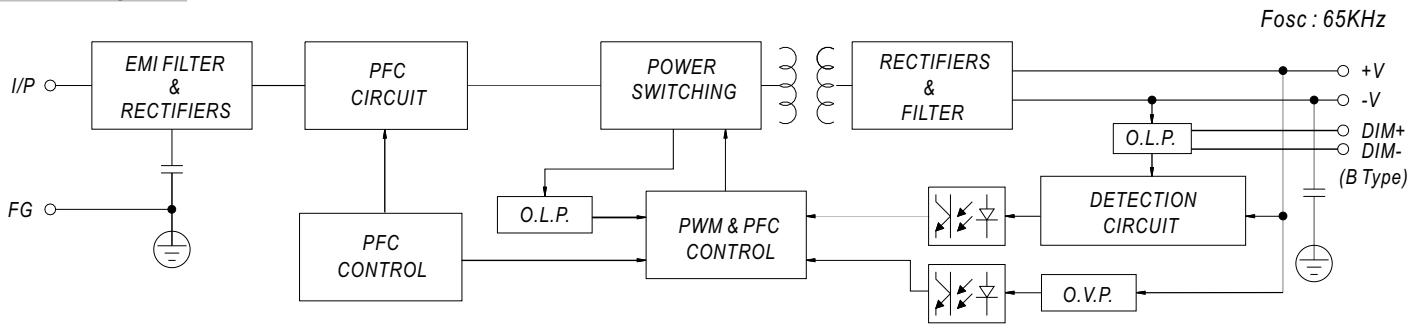 Fosc : 65KHz
I/P
EMI FILTER
&
RECTIFIERS
PFC
CIRCUIT
POWER
SWITCHING
RECTIFIERS
&
FILTER
+V
-V
O.L.P.
DIM+
DIM-
(B Type)
FG
O.L.P.
PFC
CONTROL
PWM & PFC
CONTROL
DETECTION
CIRCUIT
O.V.P.